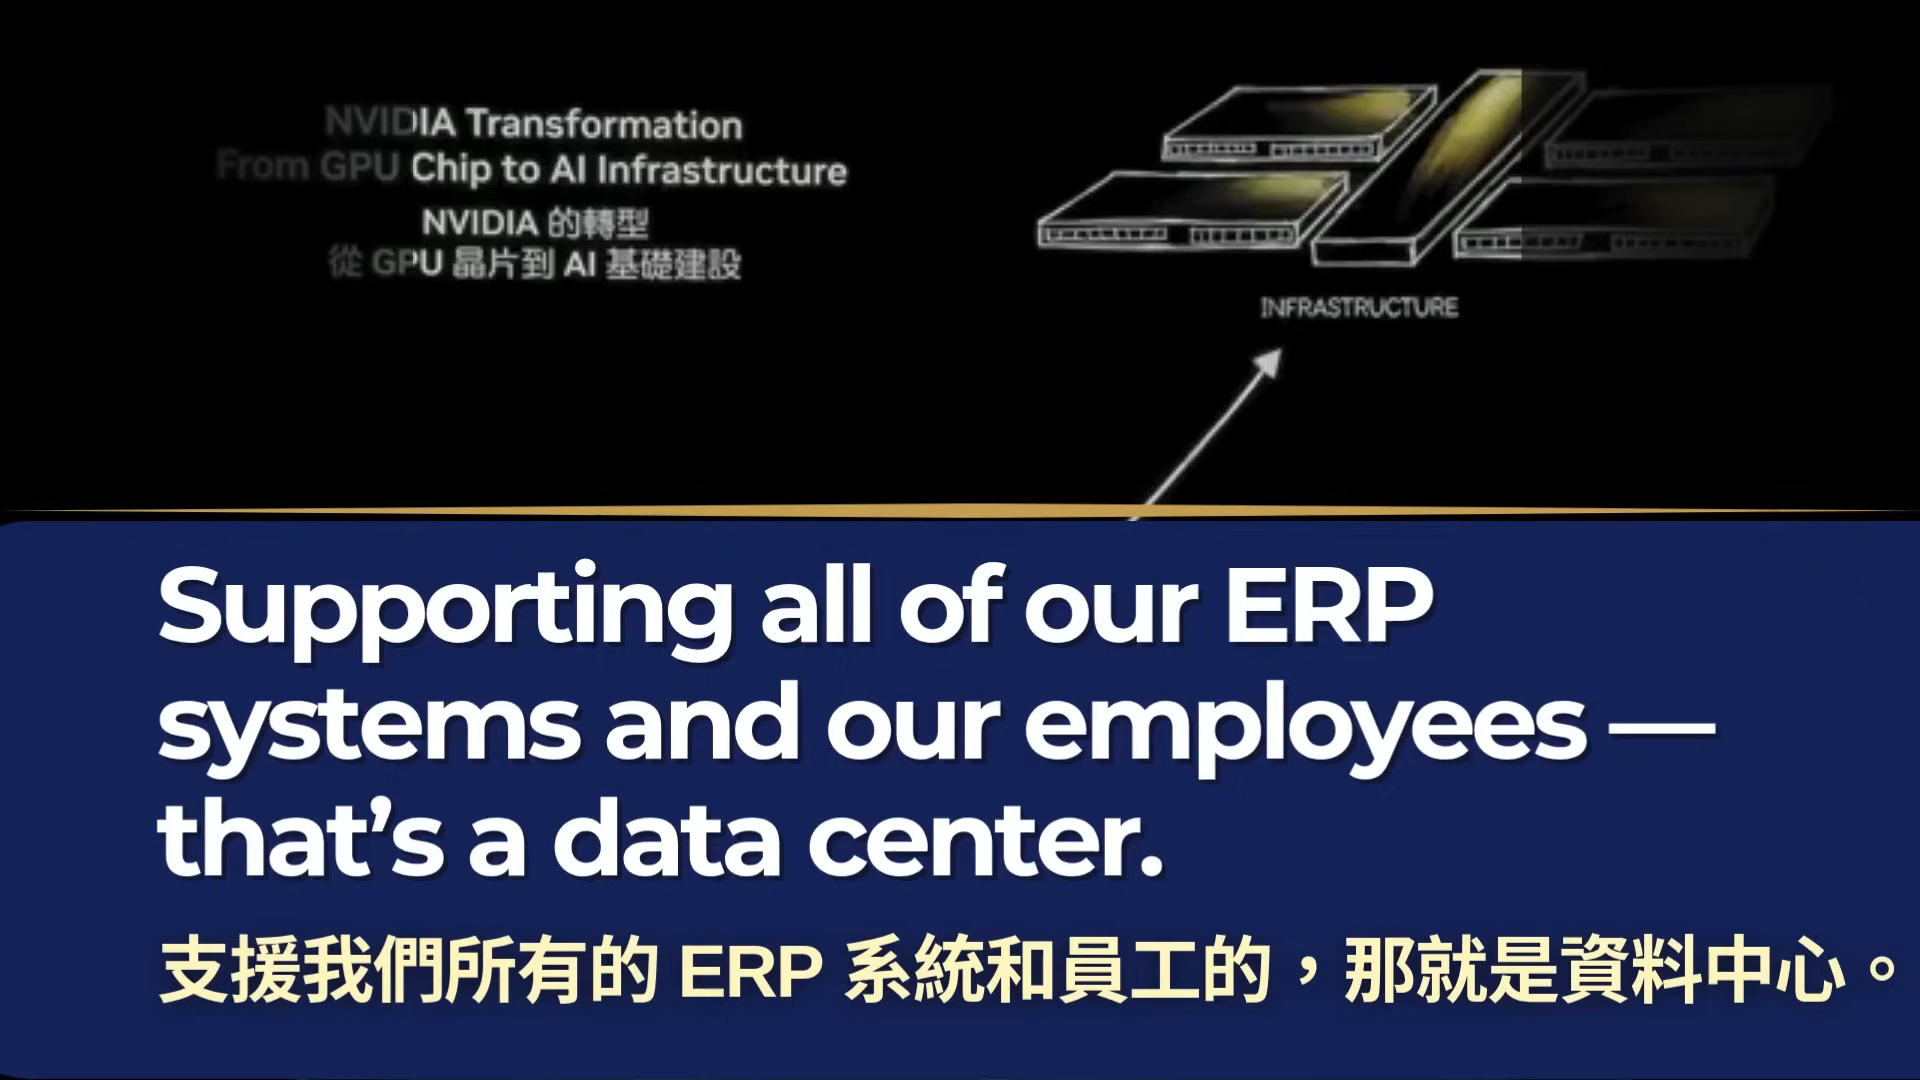 NVIDIA Transformation
From GPU Chip to AI Infrastructure
NVIDIA 的轉型
從 GPU 晶片到 AI 基礎建設
INFRASTRUCTURE
Supporting all of our ERP
systems and our employees —
that’s a data center.
支援我們所有的 ERP 系統和員工的，那就是資料中心。